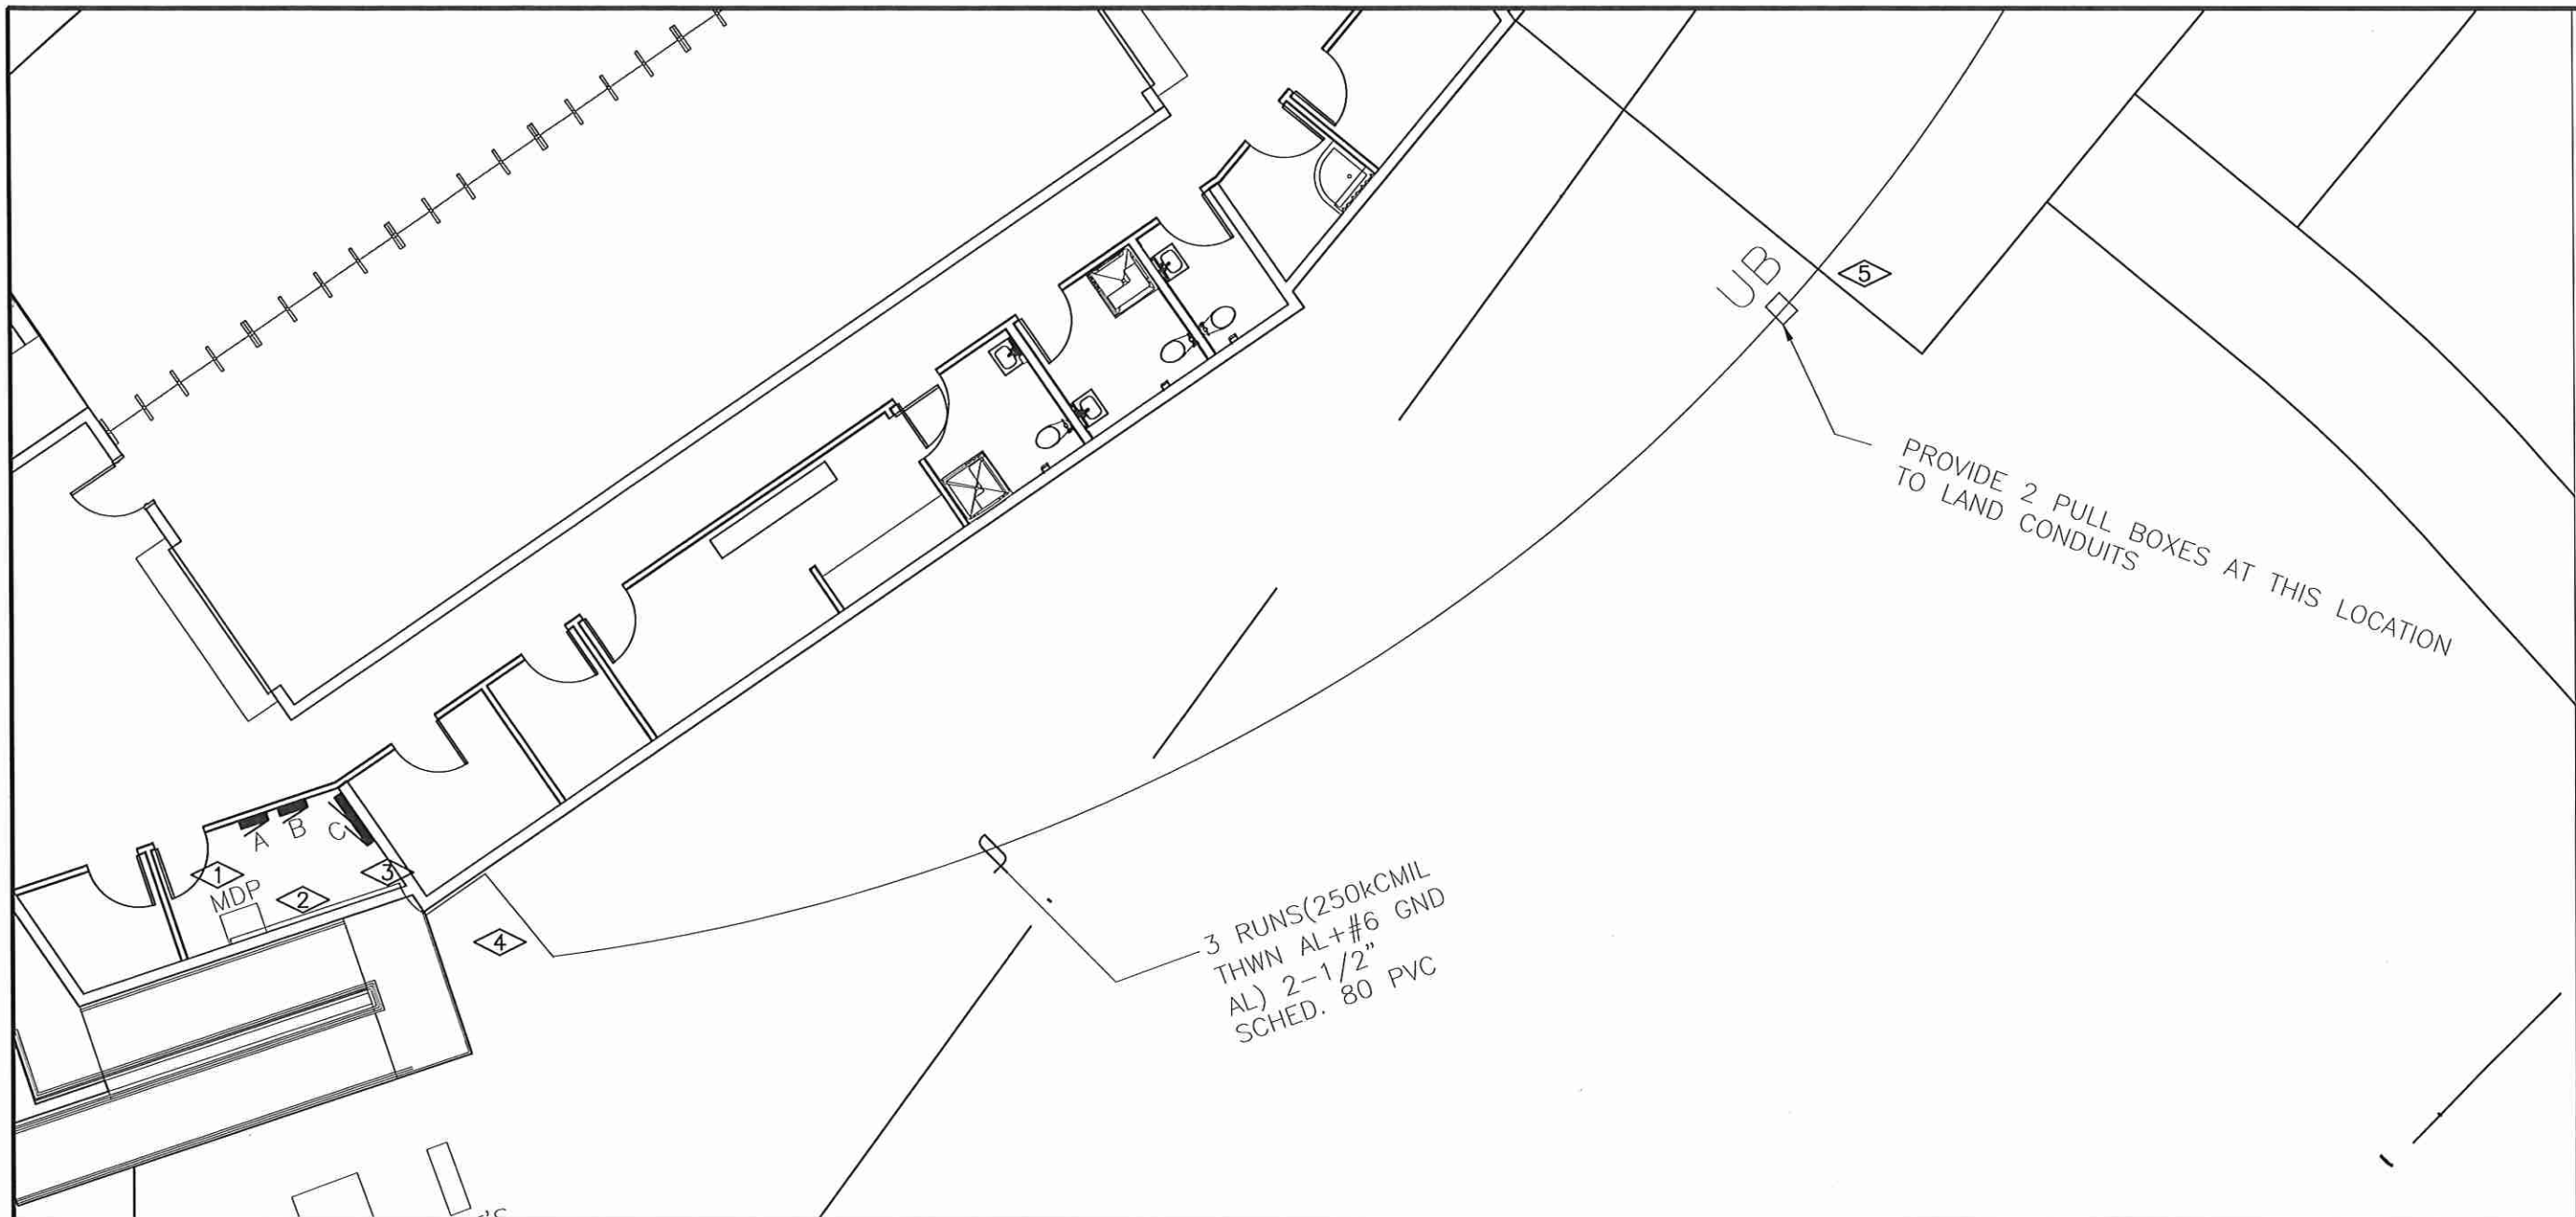 UB
5
PROVIDE 2 PULL BOXES AT THIS LOCATION
TO LAND CONDUITS
A
B
C
1
MDP
2
3
4
3 RUNS(250kCMIL
THWN AL+#6 GND
AL) 2-1/2"
SCHED. 80 PVC